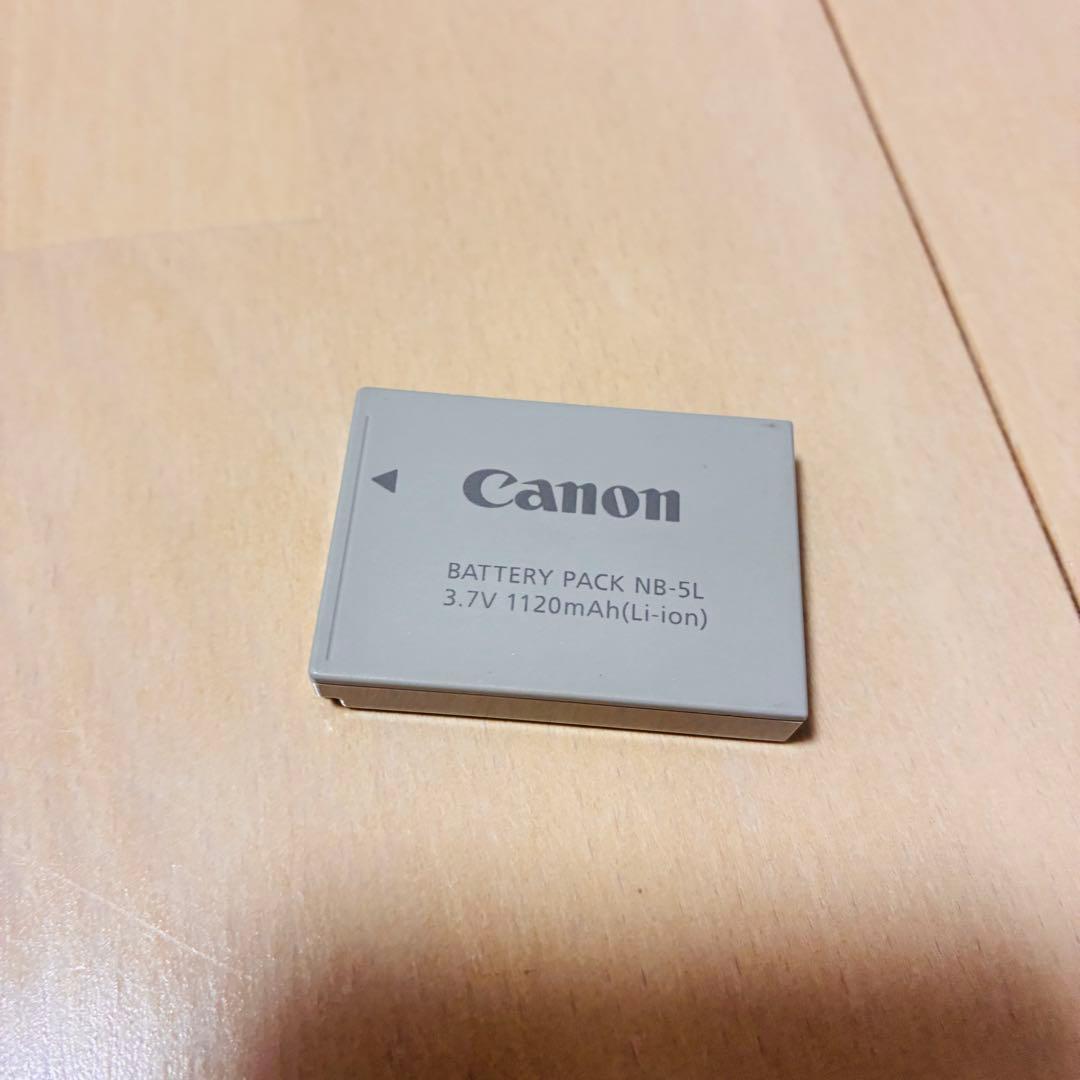 Canon
BATTERY PACK NB-5L
3.7V 1120mAh(Li-ion)